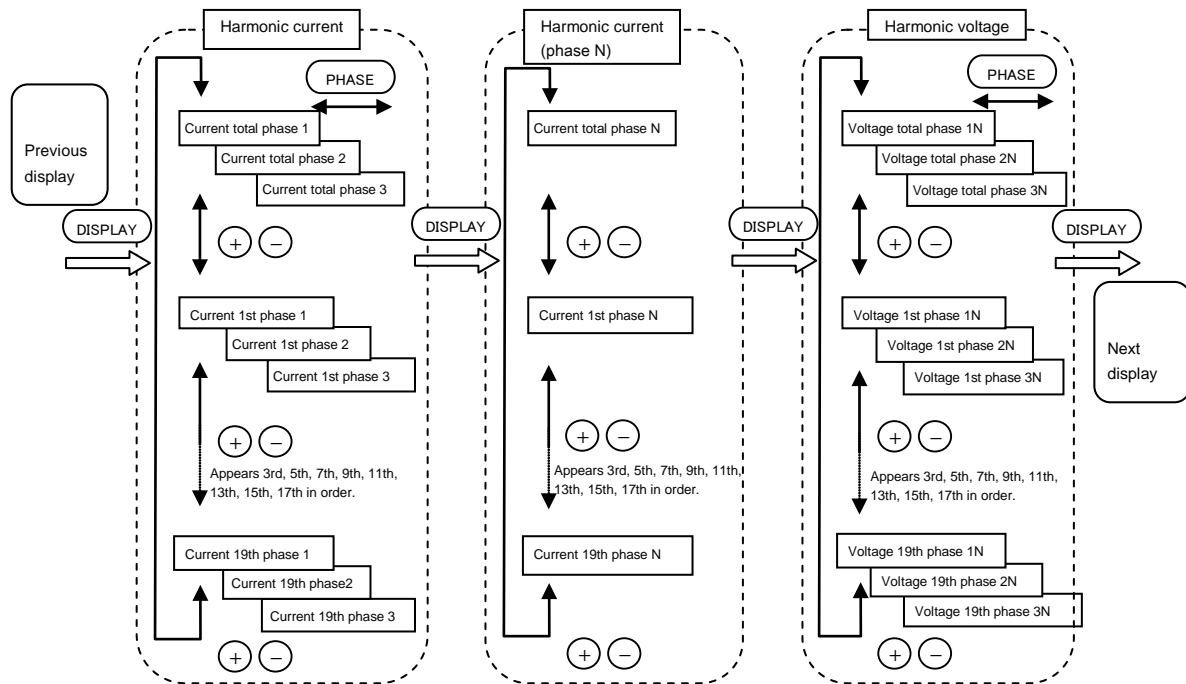 Harmonic current
PHASE
Current total phase 1
Current total phase 2
Current total phase 3
+ −
Current 1st phase 1
Current 1st phase 2
Current 1st phase 3
+ −
Appears 3rd, 5th, 7th, 9th, 11th,
13th, 15th, 17th in order.
Current 19th phase 1
Current 19th phase2
Current 19th phase 3
+ −
Previous
display
DISPLAY
Harmonic current
(phase N)
Current total phase N
+ −
Current 1st phase N
+ −
Appears 3rd, 5th, 7th, 9th, 11th,
13th, 15th, 17th in order.
Current 19th phase N
+ −
DISPLAY
Harmonic voltage
PHASE
Voltage total phase 1N
Voltage total phase 2N
Voltage total phase 3N
+ −
Voltage 1st phase 1N
Voltage 1st phase 2N
Voltage 1st phase 3N
+ −
Appears 3rd, 5th, 7th, 9th, 11th,
13th, 15th, 17th in order.
Voltage 19th phase 1N
Voltage 19th phase 2N
Voltage 19th phase 3N
+ −
DISPLAY
DISPLAY
Next
display